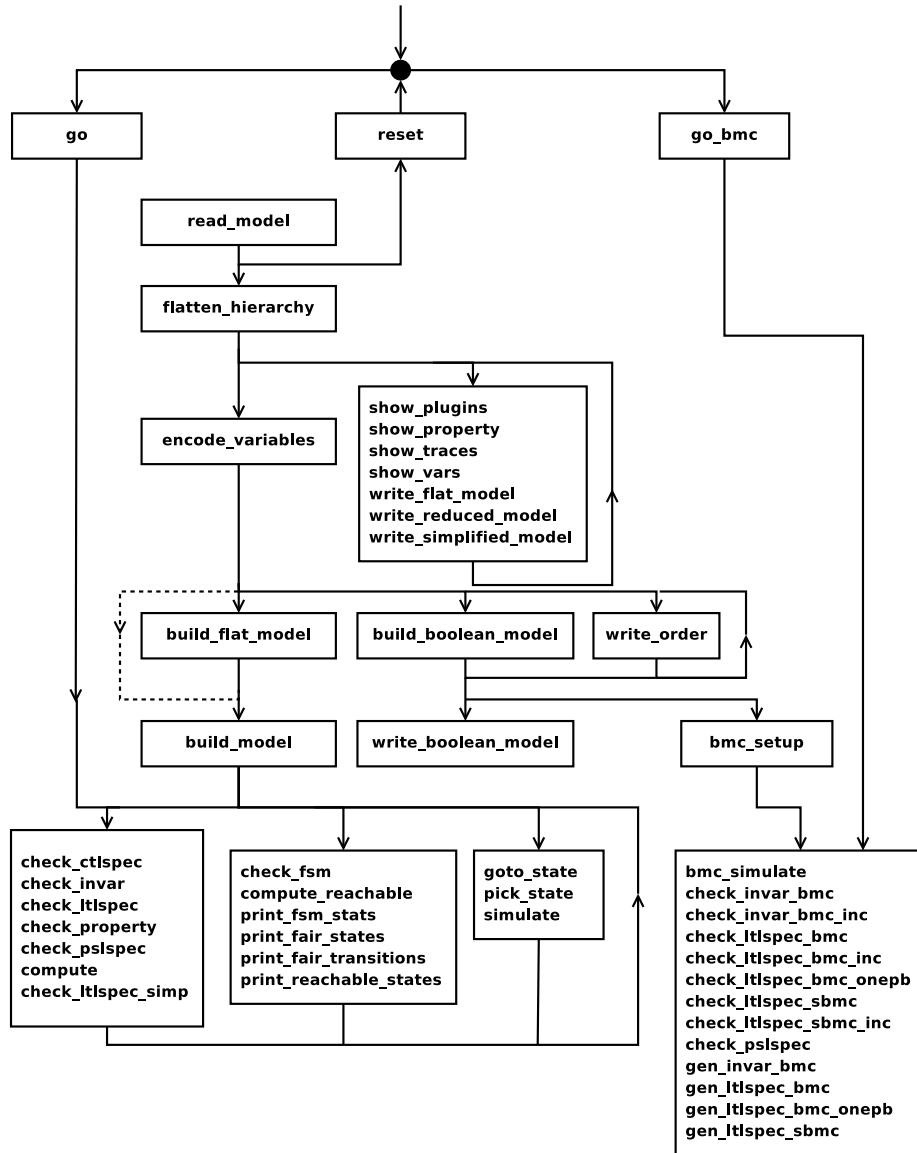 go
reset
go_bmc
read_model
flatten_hierarchy
encode_variables
show_plugins
show_property
show_traces
show_vars
write_flat_model
write_reduced_model
write_simplified_model
build_flat_model
build_boolean_model
write_order
build_model
write_boolean_model
bmc_setup
check_ctlspec
check_invar
check_ltlspec
check_property
check_pslspec
compute
check_ltlspec_simp
check_fsm
compute_reachable
print_fsm_stats
print_fair_states
print_fair_transitions
print_reachable_states
goto_state
pick_state
simulate
bmc_simulate
check_invar_bmc
check_invar_bmc_inc
check_ltlspec_bmc
check_ltlspec_bmc_inc
check_ltlspec_bmc_onepb
check_ltlspec_sbmc
check_ltlspec_sbmc_inc
check_pslspec
gen_invar_bmc
gen_ltlspec_bmc
gen_ltlspec_bmc_onepb
gen_ltlspec_sbmc